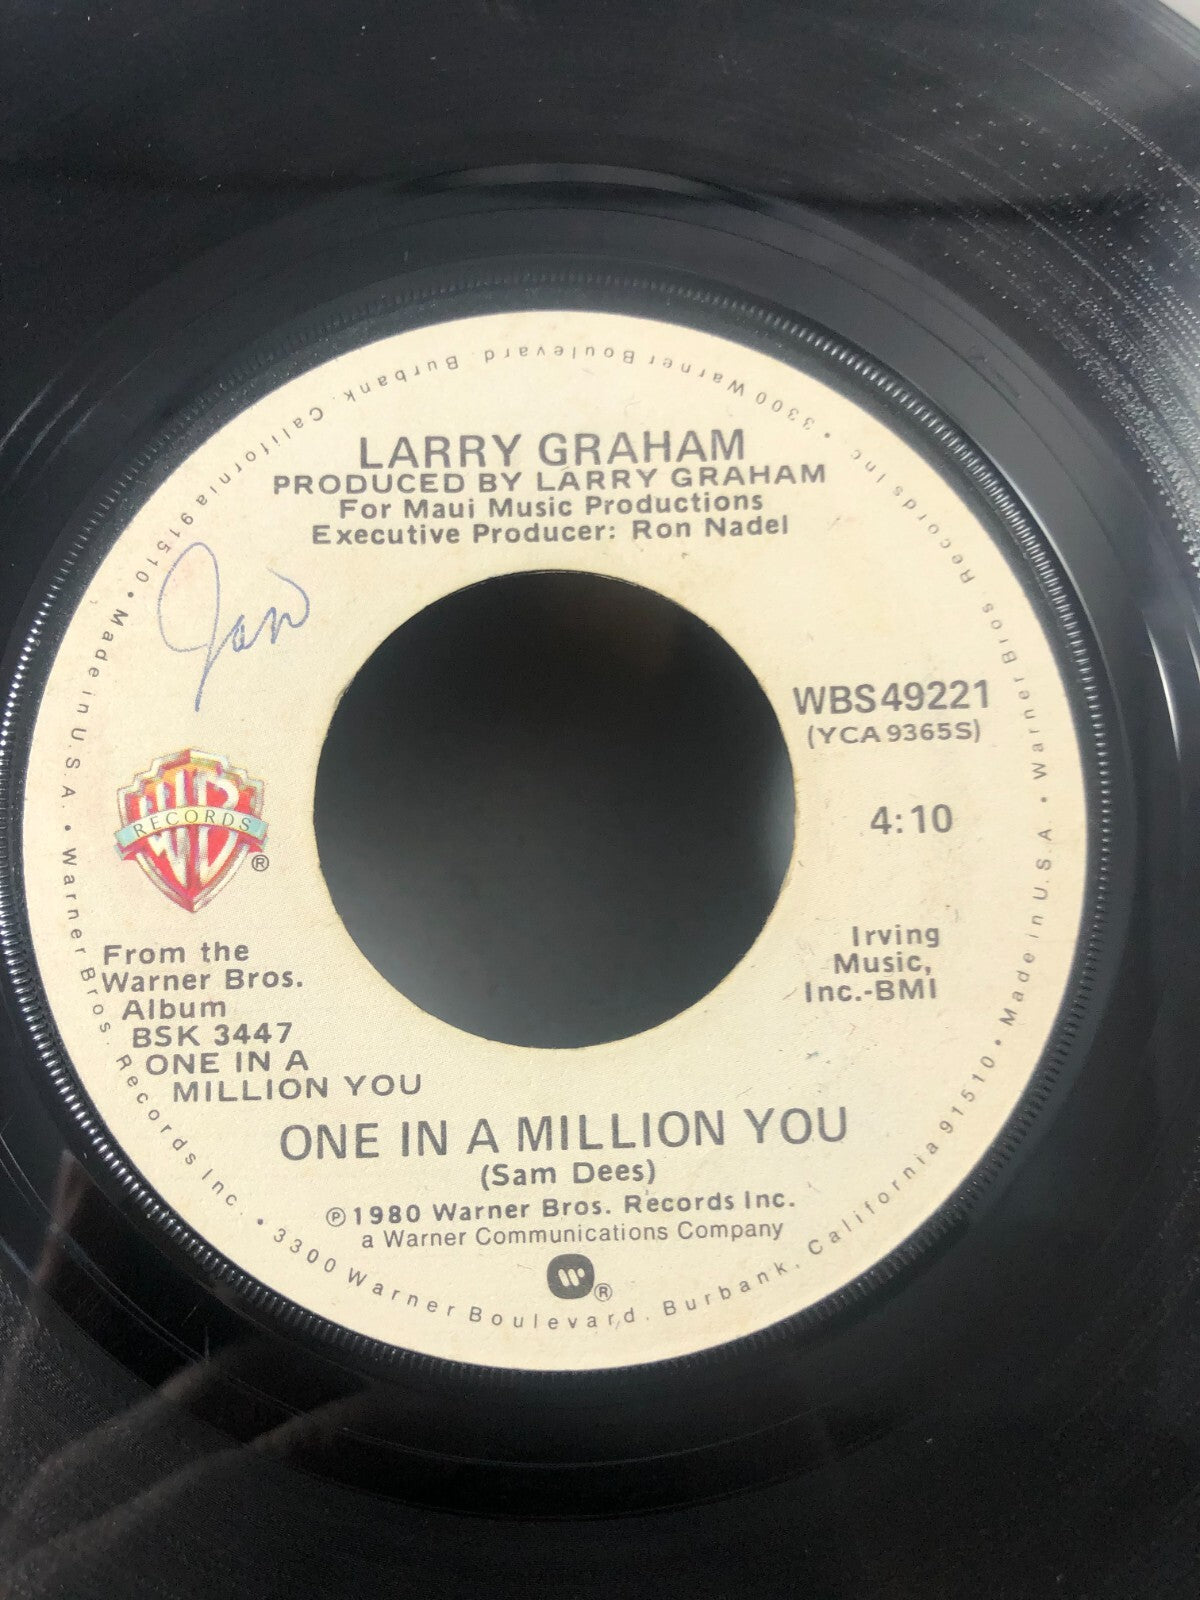 LARRY GRAHAM
PRODUCED BY LARRY GRAHAM
For Maui Music Productions
Executive Producer: Ron Nadel
Jan
WBS 49221
(YCA 9365S)
4:10
RECORDS
®
Irving
Music,
Inc.-BMI
From the
Warner Bros.
Album
BSK 3447
ONE IN A
MILLION YOU
ONE IN A MILLION YOU
(Sam Dees)
℗1980 Warner Bros. Records Inc.
a Warner Communications Company
®
Made in U.S.A. • Warner Bros. Records Inc. • 3300 Warner Boulevard. Burbank, California 91510 • Made in U.S.A. • Warner Bros. Records Inc. • 3300 Warner Boulevard. Burbank, California 91510 •